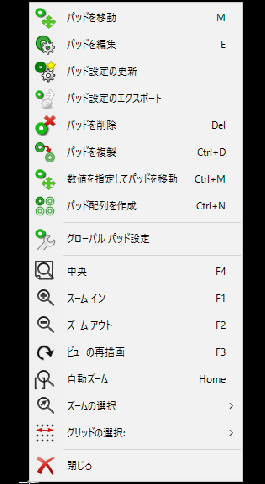 パッドを移動 M
パッドを編集 E
パッド設定の更新
パッド設定のエクスポート
パッドを削除 Del
パッドを複製 Ctrl+D
数値を指定してパッドを移動 Ctrl+M
パッド配列を作成 Ctrl+N
グローバル パッド設定
中央 F4
ズーム イン F1
ズーム アウト F2
ビューの再描画 F3
自動ズーム Home
ズームの選択
グリッドの選択:
閉じる